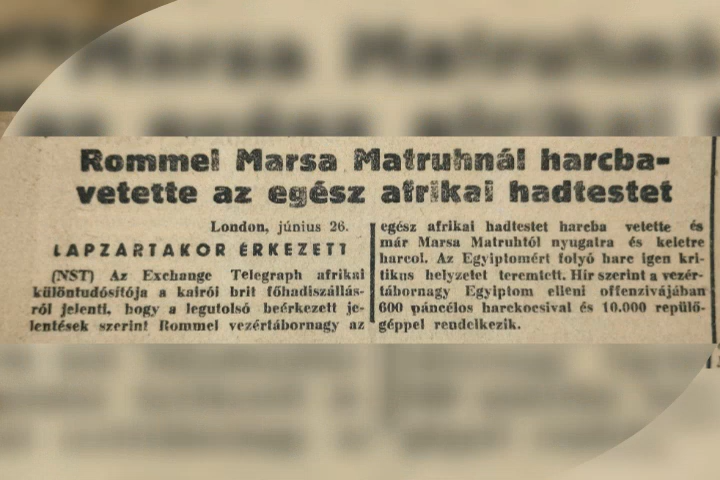 Rommel Marsa Matruhnál harcba-
vetette az egész afrikai hadtestet
London, június 26.
LAPZÁRTAKOR ÉRKEZETT
(NST) Az Exchange Telegraph afrikai
különtudósítója a kairói brit főhadiszállás-
ról jelenti, hogy a legutolsó beérkezett je-
lentések szerint Rommel vezértábornagy az
egész afrikai hadtestet harcba vetette és
már Marsa Matruhtól nyugatra és keletre
harcol. Az Egyiptomért folyó harc igen kri-
tikus helyzetet teremtett. Hír szerint a vezér-
tábornagy Egyiptom elleni offenzivájában
600 páncélos harckocsival és 10.000 repülő-
géppel rendelkezik.